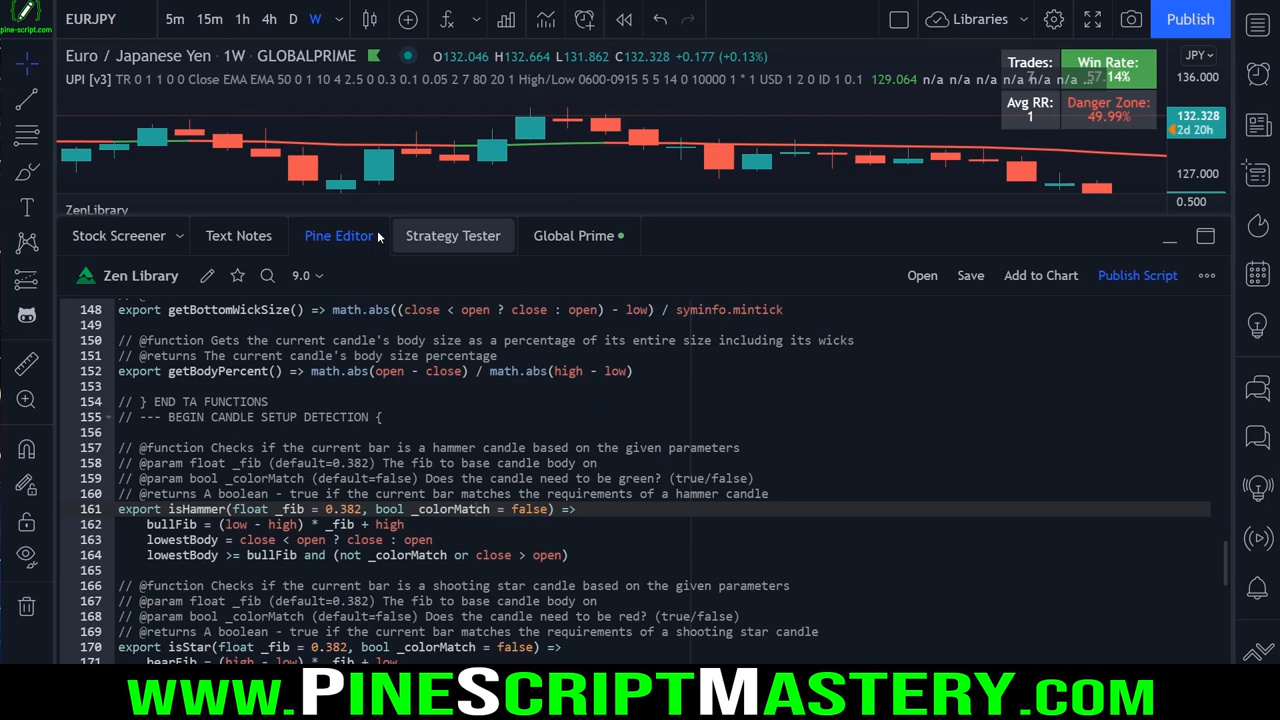 EURJPY 5m 15m 1h 4h D W Libraries Publish
pine-script.com
Euro / Japanese Yen · 1W · GLOBALPRIME O132.046 H132.664 L131.862 C132.328 +0.177 (+0.13%)
UPI [v3] TR 0 1 1 0 0 Close EMA EMA 50 0 1 10 4 2.5 0 0.3 0.1 0.05 2 7 80 20 1 High/Low 0600-0915 5 5 14 0 10000 1 * 1 USD 1 2 0 ID 1 0.1 129.064 n/a n/a n/a n/a n/a n/a ...
Trades:
7
Win Rate:
57.14%
Avg RR:
1
Danger Zone:
49.99%
JPY
136.000
132.328
2d 20h
127.000
0.500
ZenLibrary
Stock Screener Text Notes Pine Editor Strategy Tester Global Prime
Zen Library 9.0 Open Save Add to Chart Publish Script
148 export getBottomWickSize() => math.abs((close < open ? close : open) - low) / syminfo.mintick
149
150 // @function Gets the current candle's body size as a percentage of its entire size including its wicks
151 // @returns The current candle's body size percentage
152 export getBodyPercent() => math.abs(open - close) / math.abs(high - low)
153
154 // } END TA FUNCTIONS
155 // --- BEGIN CANDLE SETUP DETECTION {
156
157 // @function Checks if the current bar is a hammer candle based on the given parameters
158 // @param float _fib (default=0.382) The fib to base candle body on
159 // @param bool _colorMatch (default=false) Does the candle need to be green? (true/false)
160 // @returns A boolean - true if the current bar matches the requirements of a hammer candle
161 export isHammer(float _fib = 0.382, bool _colorMatch = false) =>
162 bullFib = (low - high) * _fib + high
163 lowestBody = close < open ? close : open
164 lowestBody >= bullFib and (not _colorMatch or close > open)
165
166 // @function Checks if the current bar is a shooting star candle based on the given parameters
167 // @param float _fib (default=0.382) The fib to base candle body on
168 // @param bool _colorMatch (default=false) Does the candle need to be red? (true/false)
169 // @returns A boolean - true if the current bar matches the requirements of a shooting star candle
170 export isStar(float _fib = 0.382, bool _colorMatch = false) =>
171 bearFib = (high - low) * _fib + low
www.PineScriptMastery.com